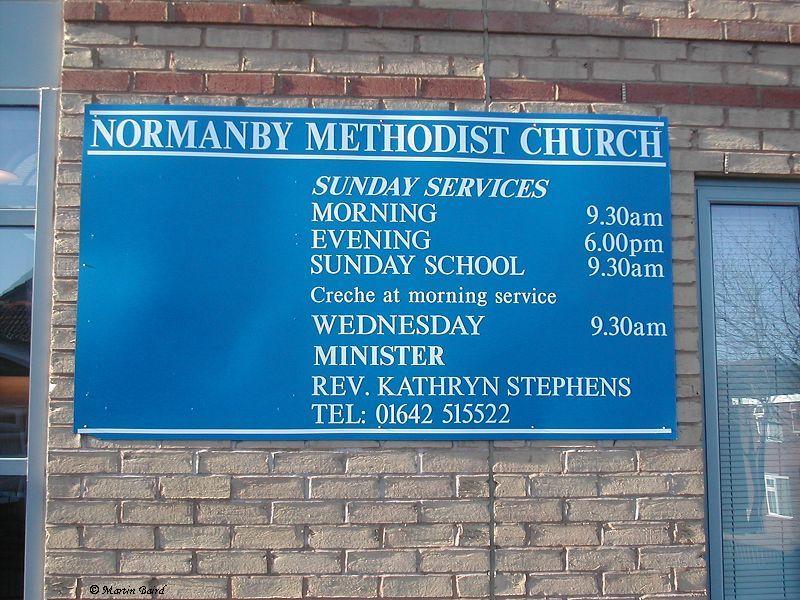 NORMANBY METHODIST CHURCH
SUNDAY SERVICES
MORNING 9.30am
EVENING 6.00pm
SUNDAY SCHOOL 9.30am
Creche at morning service
WEDNESDAY 9.30am
MINISTER
REV. KATHRYN STEPHENS
TEL: 01642 515522
© Martin Baird